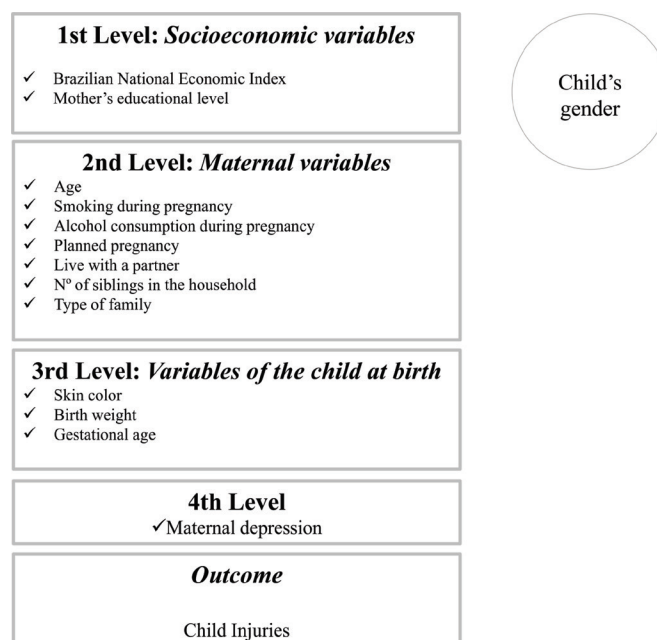 1st Level: Socioeconomic variables
✓ Brazilian National Economic Index
✓ Mother's educational level
Child's
gender
2nd Level: Maternal variables
✓ Age
✓ Smoking during pregnancy
✓ Alcohol consumption during pregnancy
✓ Planned pregnancy
✓ Live with a partner
✓ Nº of siblings in the household
✓ Type of family
3rd Level: Variables of the child at birth
✓ Skin color
✓ Birth weight
✓ Gestational age
4th Level
✓Maternal depression
Outcome
Child Injuries